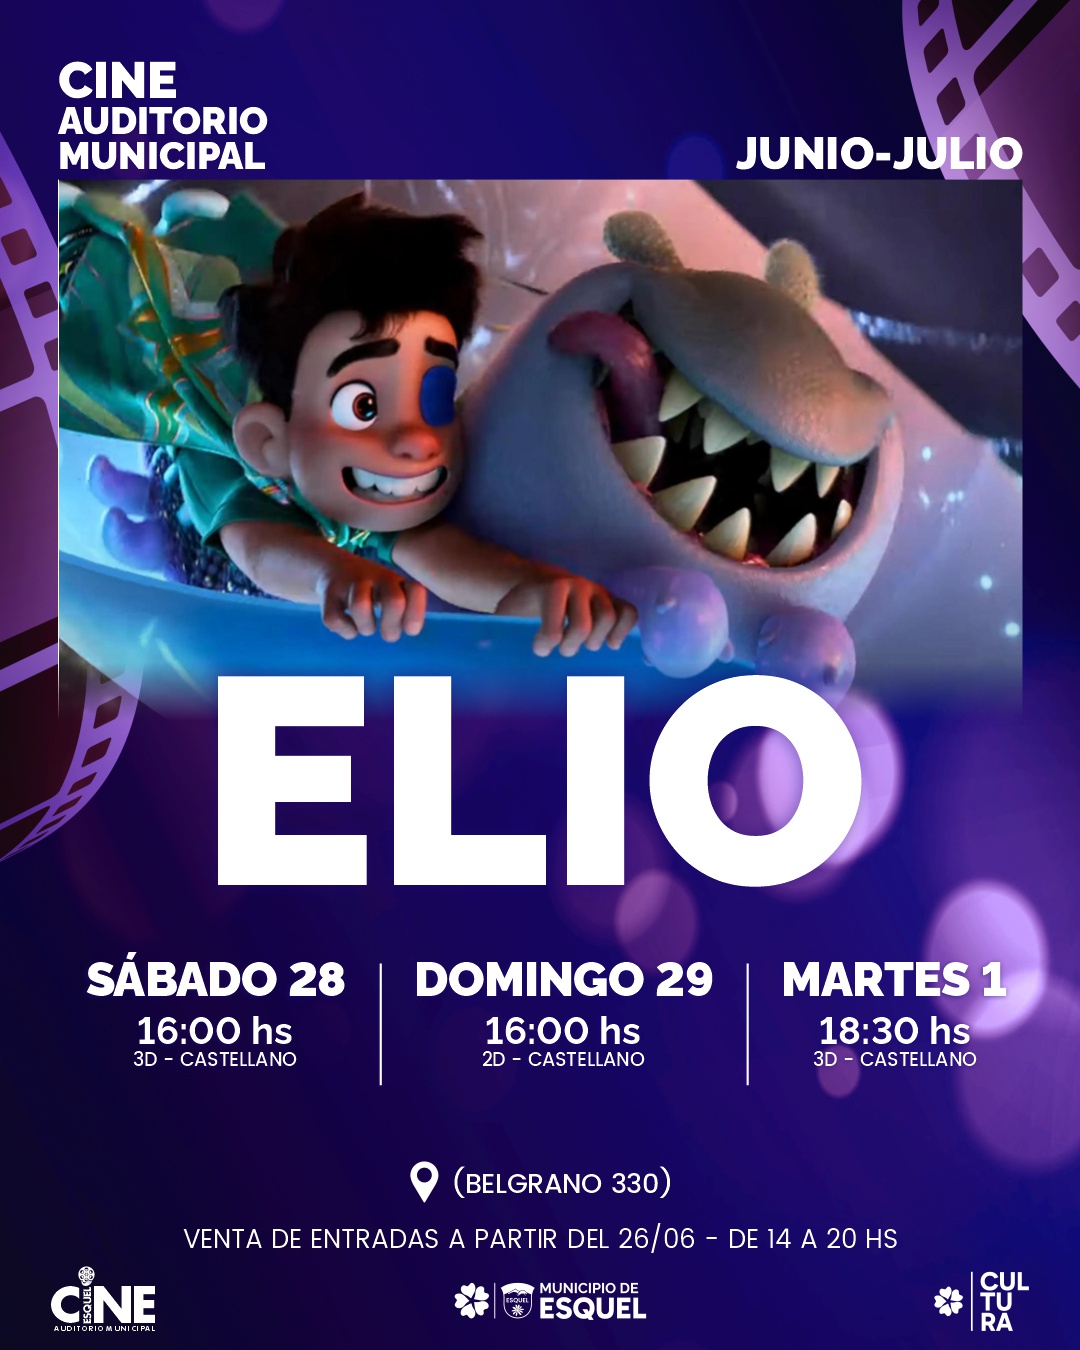 CINE
AUDITORIO
MUNICIPAL
JUNIO-JULIO
ELIO
SÁBADO 28
16:00 hs
3D - CASTELLANO
DOMINGO 29
16:00 hs
2D - CASTELLANO
MARTES 1
18:30 hs
3D - CASTELLANO
(BELGRANO 330)
VENTA DE ENTRADAS A PARTIR DEL 26/06 - DE 14 A 20 HS
CINE
ESQUEL
AUDITORIO MUNICIPAL
ESQUEL
MUNICIPIO DE
ESQUEL
CUL
TU
RA